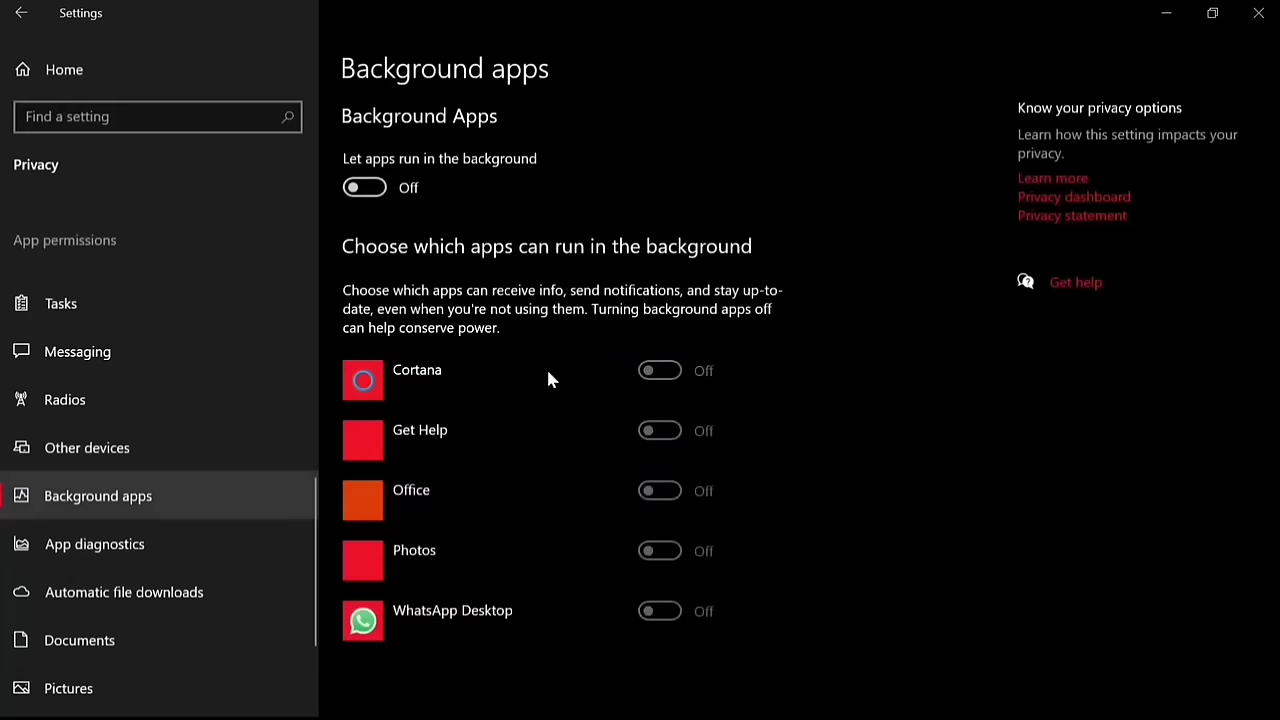 Settings
Home
Find a setting
Privacy
App permissions
Tasks
Messaging
Radios
Other devices
Background apps
App diagnostics
Automatic file downloads
Documents
Pictures
Background apps
Background Apps
Let apps run in the background
Off
Choose which apps can run in the background
Choose which apps can receive info, send notifications, and stay up-to-
date, even when you're not using them. Turning background apps off
can help conserve power.
Cortana Off
Get Help Off
Office Off
Photos Off
WhatsApp Desktop Off
Know your privacy options
Learn how this setting impacts your
privacy.
Learn more
Privacy dashboard
Privacy statement
Get help